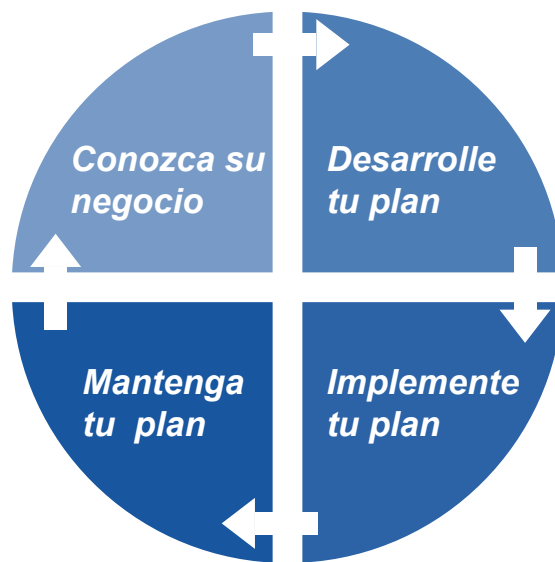 Conozca su
negocio
Desarrolle
tu plan
Mantenga
tu plan
Implemente
tu plan